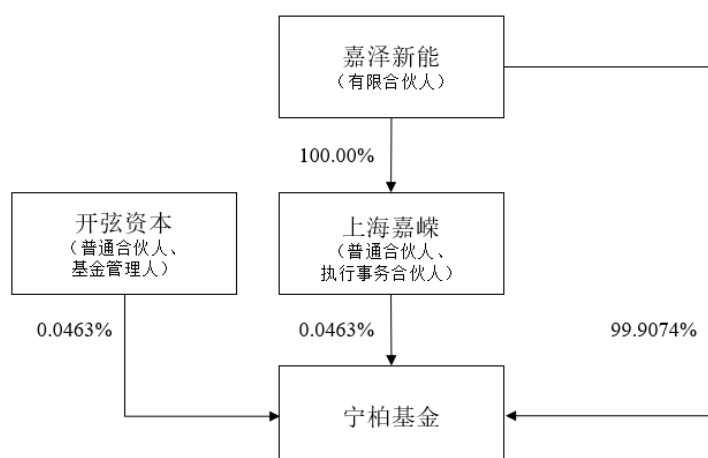 嘉泽新能
（有限合伙人）
100.00%
开弦资本
（普通合伙人、
基金管理人）
上海嘉嵘
（普通合伙人、
执行事务合伙人）
0.0463%
0.0463%
99.9074%
宁柏基金